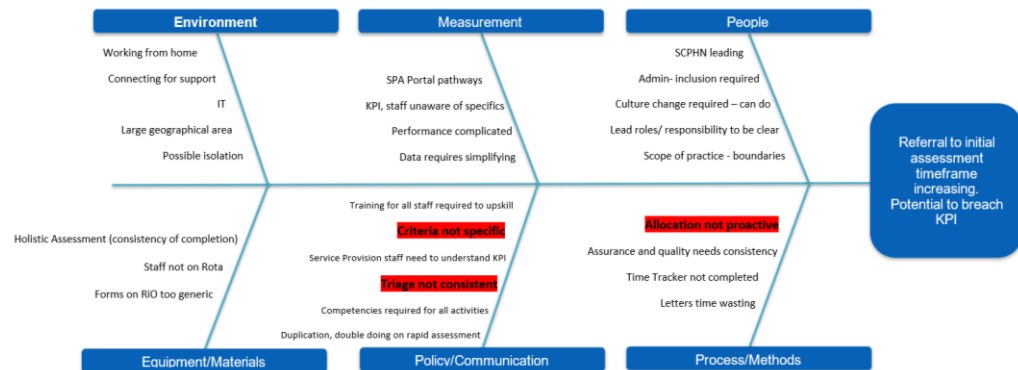 Environment
Measurement
People
Working from home
Connecting for support
IT
Large geographical area
Possible isolation
SPA Portal pathways
KPI, staff unaware of specifics
Performance complicated
Data requires simplifying
SCPHN leading
Admin- inclusion required
Culture change required – can do
Lead roles/ responsibility to be clear
Scope of practice - boundaries
Referral to initial
assessment
timeframe
increasing.
Potential to breach
KPI
Holistic Assessment (consistency of completion)
Staff not on Rota
Forms on RiO too generic
Training for all staff required to upskill
Criteria not specific
Service Provision staff need to understand KPI
Triage not consistent
Competencies required for all activities
Duplication, double doing on rapid assessment
Allocation not proactive
Assurance and quality needs consistency
Time Tracker not completed
Letters time wasting
Equipment/Materials
Policy/Communication
Process/Methods